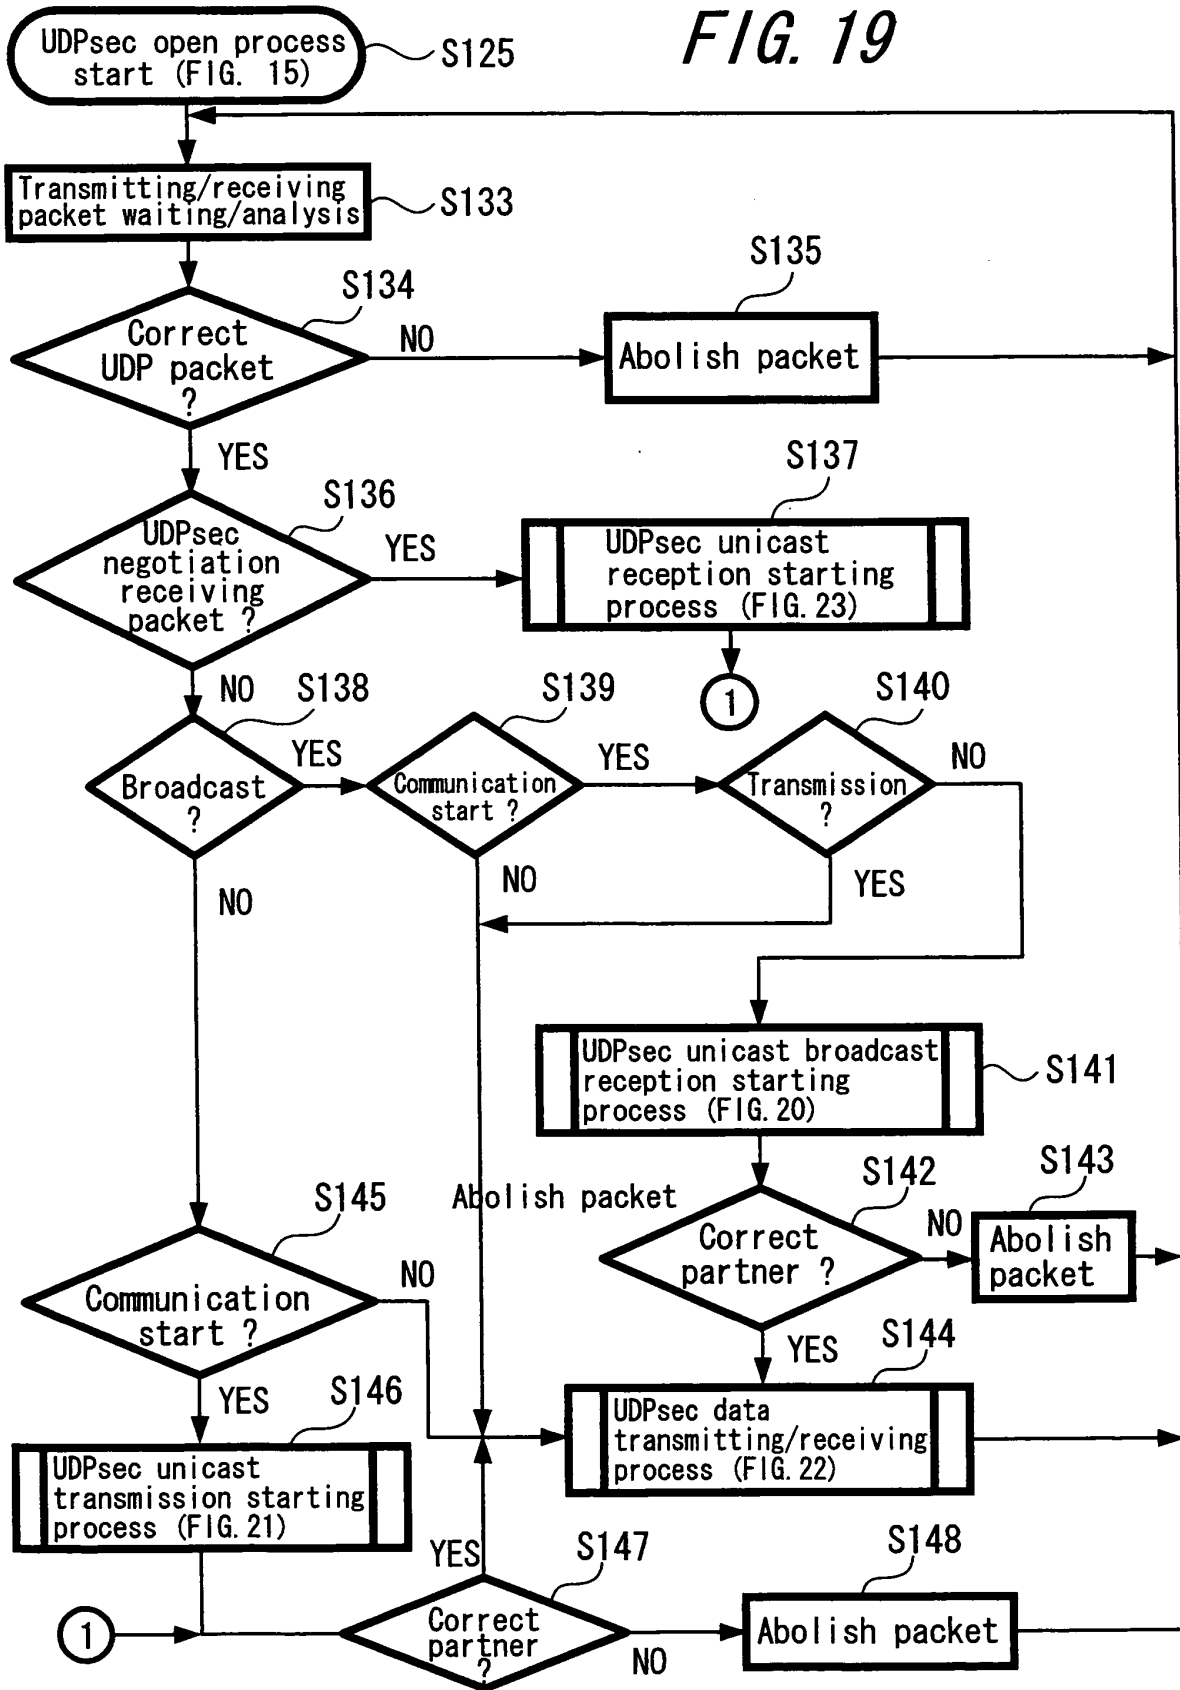 FIG. 19
UDPsec open process
start (FIG. 15)
S125
Transmitting/receiving
packet waiting/analysis
S133
S134
Correct
UDP packet
?
NO
S135
Abolish packet
YES
S136
UDPsec
negotiation
receiving
packet ?
YES
S137
UDPsec unicast
reception starting
process (FIG. 23)
1
NO
S138
Broadcast
?
YES
S139
Communication
start ?
YES
S140
Transmission
?
NO
NO
NO
YES
UDPsec unicast broadcast
reception starting
process (FIG. 20)
S141
Abolish packet
S142
Correct
partner ?
NO
S143
Abolish
packet
S145
Communication
start ?
NO
YES
S144
UDPsec data
transmitting/receiving
process (FIG. 22)
YES
S146
UDPsec unicast
transmission starting
process (FIG. 21)
YES
S147
Correct
partner
?
NO
S148
Abolish packet
1